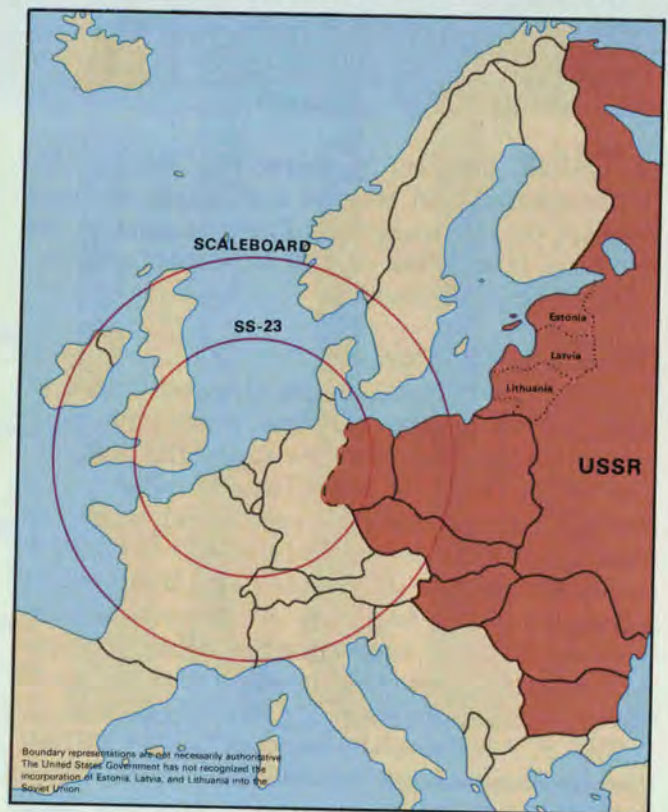 SCALEBOARD
SS-23
Estonia
Latvia
Lithuania
USSR
Boundary representations are not necessarily authoritative
The United States Government has not recognized the
incorporation of Estonia, Latvia, and Lithuania into the
Soviet Union